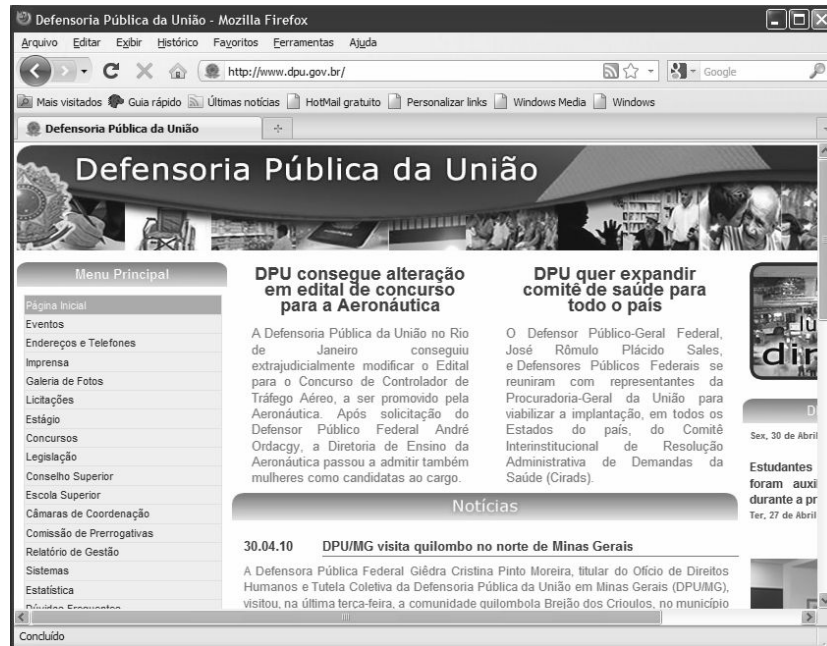 Defensoria Pública da União - Mozilla Firefox
Arquivo Editar Exibir Histórico Favoritos Ferramentas Ajuda
http://www.dpu.gov.br/
Google
Mais visitados Guia rápido Últimas notícias HotMail gratuito Personalizar links Windows Media Windows
Defensoria Pública da União
Defensoria Pública da União
Menu Principal
Página Inicial
Eventos
Endereços e Telefones
Imprensa
Galeria de Fotos
Licitações
Estágio
Concursos
Legislação
Conselho Superior
Escola Superior
Câmaras de Coordenação
Comissão de Prerrogativas
Relatório de Gestão
Sistemas
Estatística
Dúvidas Frequentes
DPU consegue alteração
em edital de concurso
para a Aeronáutica
A Defensoria Pública da União no Rio
de Janeiro conseguiu
extrajudicialmente modificar o Edital
para o Concurso de Controlador de
Tráfego Aéreo, a ser promovido pela
Aeronáutica. Após solicitação do
Defensor Público Federal André
Ordacgy, a Diretoria de Ensino da
Aeronáutica passou a admitir também
mulheres como candidatas ao cargo.
DPU quer expandir
comitê de saúde para
todo o país
O Defensor Público-Geral Federal,
José Rômulo Plácido Sales,
e Defensores Públicos Federais se
reuniram com representantes da
Procuradoria-Geral da União para
viabilizar a implantação, em todos os
Estados do país, do Comitê
Interinstitucional de Resolução
Administrativa de Demandas da
Saúde (Cirads).
Notícias
30.04.10 DPU/MG visita quilombo no norte de Minas Gerais
A Defensora Pública Federal Giêdra Cristina Pinto Moreira, titular do Ofício de Direitos
Humanos e Tutela Coletiva da Defensoria Pública da União em Minas Gerais (DPU/MG),
visitou, na última terça-feira, a comunidade quilombola Brejão dos Crioulos, no município
lu
dir
D
Sex, 30 de Abril
Estudantes
foram auxi
durante a pr
Ter, 27 de Abril
Concluído